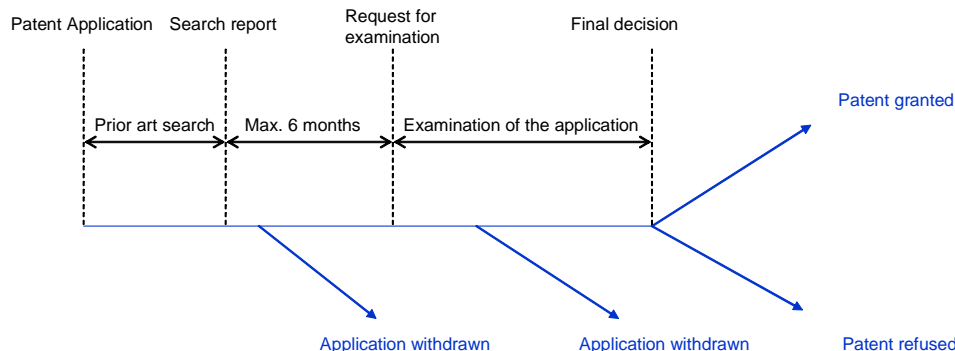 Patent Application
Search report
Request for
examination
Final decision
Patent granted
Prior art search
Max. 6 months
Examination of the application
Application withdrawn
Application withdrawn
Patent refused